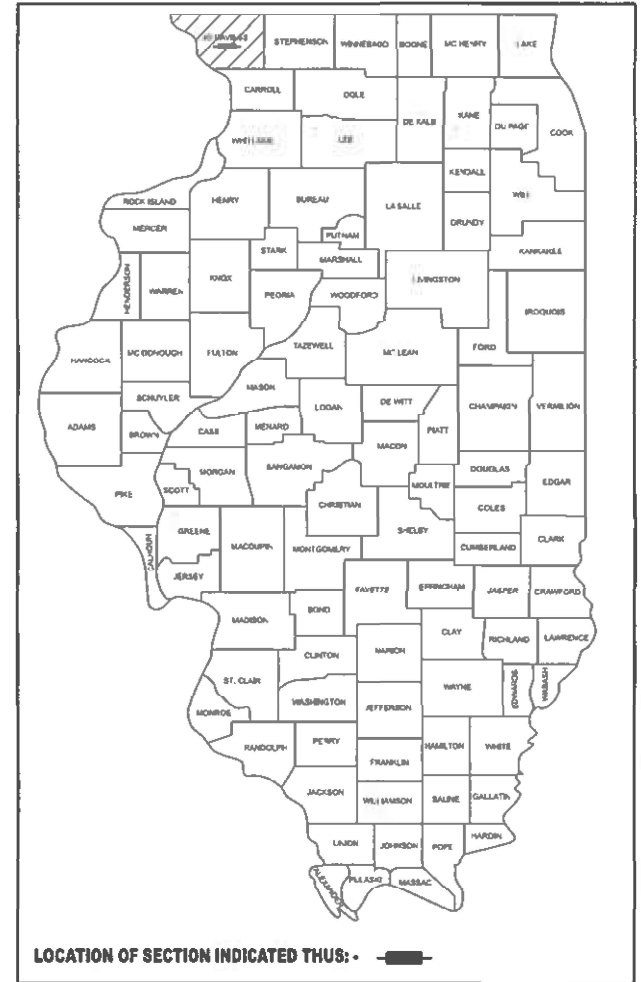 STEPHENSON WINNEBAGO BOONE MC HENRY LAKE
CARROLL OGLE
DE KALB KANE DU PAGE COOK
LEE
KENDALL
ROCK ISLAND HENRY BUREAU LA SALLE GRUNDY WILL
MERCER PUTNAM KANKAKEE
STARK MARSHALL
HENDERSON WARREN KNOX PEORIA WOODFORD LIVINGSTON IROQUOIS
HANCOCK MC DONOUGH FULTON TAZEWELL MC LEAN FORD
SCHUYLER MASON LOGAN DE WITT CHAMPAIGN VERMILION
ADAMS BROWN CASS MENARD PIATT
MACON
MORGAN SANGAMON DOUGLAS EDGAR
PIKE SCOTT CHRISTIAN MOULTRIE COLES
CALHOUN GREENE MACOUPIN MONTGOMERY SHELBY CUMBERLAND CLARK
JERSEY FAYETTE EFFINGHAM JASPER CRAWFORD
MADISON BOND
CLAY RICHLAND LAWRENCE
CLINTON MARION
ST. CLAIR WAYNE EDWARDS WABASH
MONROE WASHINGTON JEFFERSON
RANDOLPH PERRY HAMILTON WHITE
FRANKLIN
JACKSON WILLIAMSON SALINE GALLATIN
UNION JOHNSON POPE HARDIN
ALEXANDER PULASKI MASSAC
LOCATION OF SECTION INDICATED THUS: -